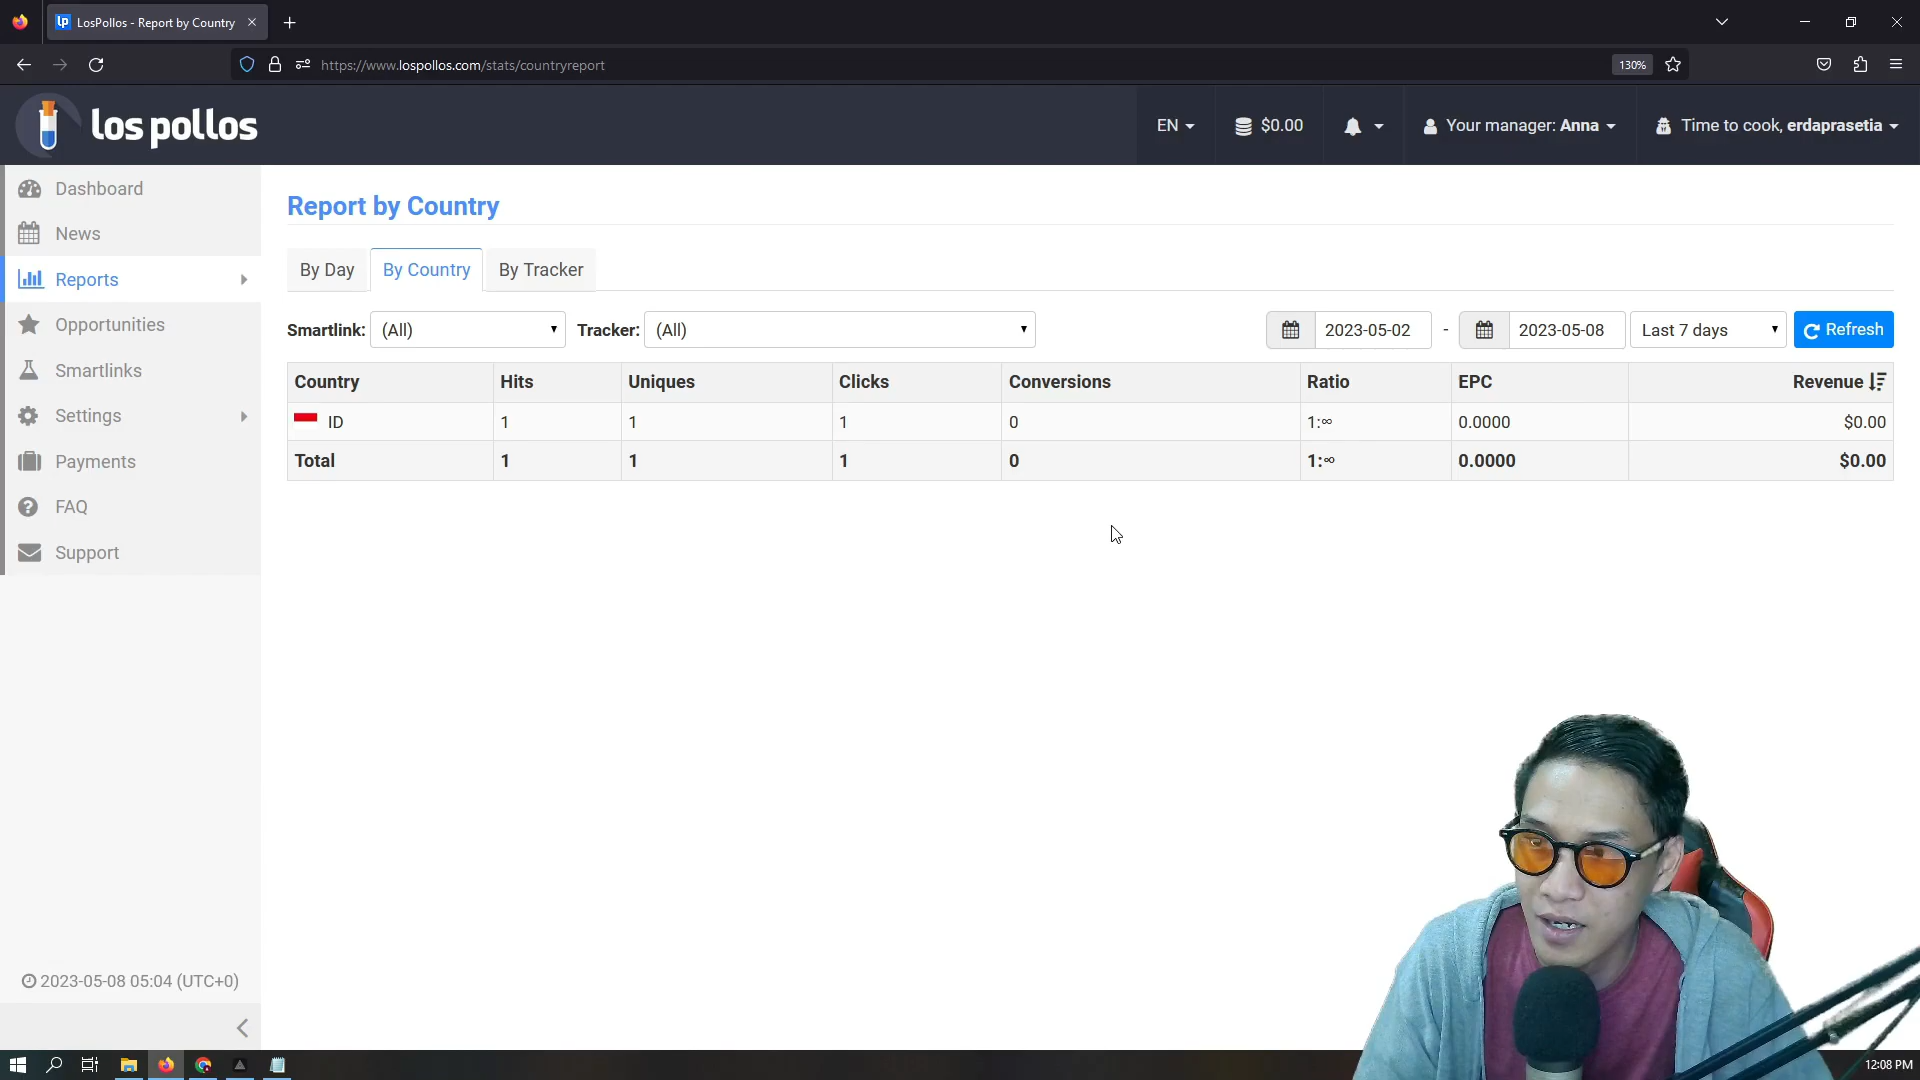 LosPollos - Report by Country
https://www.lospollos.com/stats/countryreport
130%
los pollos
EN
$0.00
Your manager: Anna
Time to cook, erdaprasetia
Dashboard
News
Reports
Opportunities
Smartlinks
Settings
Payments
FAQ
Support
2023-05-08 05:04 (UTC+0)
Report by Country
By Day By Country By Tracker
Smartlink: (All) Tracker: (All) 2023-05-02 - 2023-05-08 Last 7 days Refresh
Country Hits Uniques Clicks Conversions Ratio EPC Revenue
ID 1 1 1 0 1:∞ 0.0000 $0.00
Total 1 1 1 0 1:∞ 0.0000 $0.00
12:08 PM